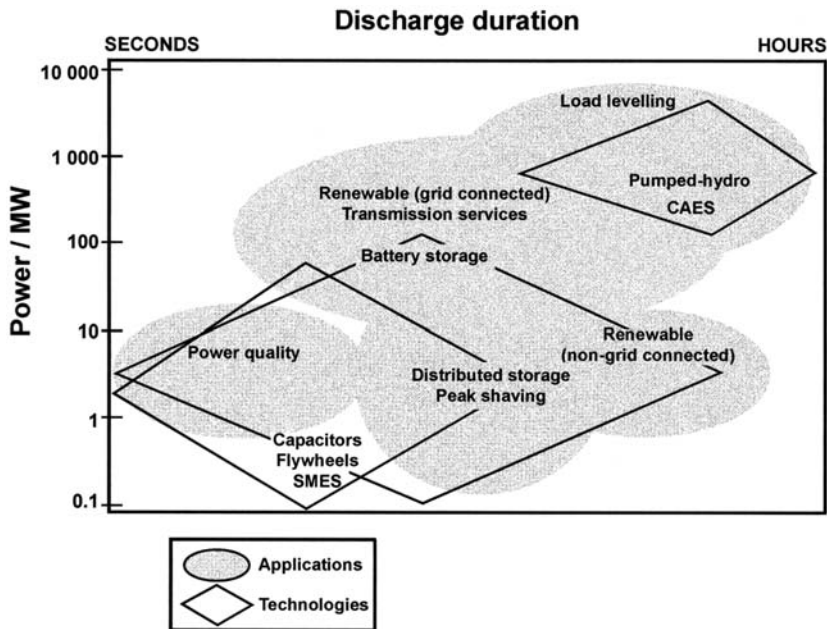 Discharge duration
SECONDS
HOURS
Power / MW
10 000
1 000
100
10
1
0.1
Load levelling
Pumped-hydro
CAES
Renewable (grid connected)
Transmission services
Battery storage
Power quality
Renewable
(non-grid connected)
Distributed storage
Peak shaving
Capacitors
Flywheels
SMES
Applications
Technologies